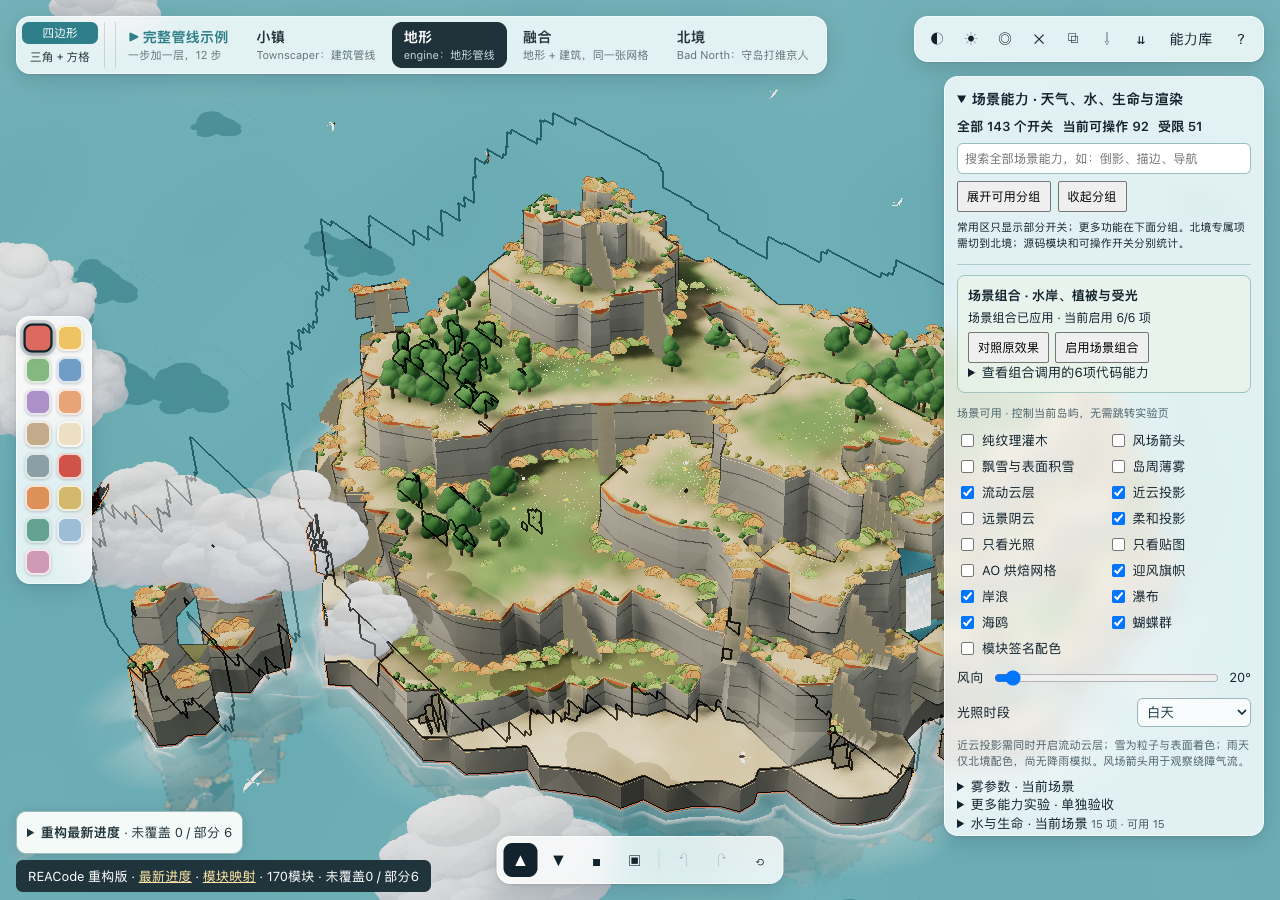 四边形
三角 + 方格
▶ 完整管线示例
一步加一层，12 步
小镇
Townscaper：建筑管线
地形
engine：地形管线
融合
地形 + 建筑，同一张网格
北境
Bad North：守岛打维京人
能力库
?
▼ 场景能力 · 天气、水、生命与渲染
全部 143 个开关 当前可操作 92 受限 51
搜索全部场景能力，如：倒影、描边、导航
展开可用分组
收起分组
常用区只显示部分开关；更多功能在下面分组。北境专属项
需切到北境；源码模块和可操作开关分别统计。
场景组合 · 水岸、植被与受光
场景组合已应用 · 当前启用 6/6 项
对照原效果
启用场景组合
▶ 查看组合调用的6项代码能力
场景可用 · 控制当前岛屿，无需跳转实验页
纯纹理灌木
风场箭头
飘雪与表面积雪
岛周薄雾
流动云层
近云投影
远景阴云
柔和投影
只看光照
只看贴图
AO 烘焙网格
迎风旗帜
岸浪
瀑布
海鸥
蝴蝶群
模块签名配色
风向
20°
光照时段
白天
近云投影需同时开启流动云层；雪为粒子与表面着色；雨天
仅北境配色，尚无降雨模拟。风场箭头用于观察绕障气流。
▶ 雾参数 · 当前场景
▶ 更多能力实验 · 单独验收
▶ 水与生命 · 当前场景 15 项 · 可用 15
▶ 重构最新进度 · 未覆盖 0 / 部分 6
REACode 重构版 · 最新进度 · 模块映射 · 170模块 · 未覆盖0 / 部分6